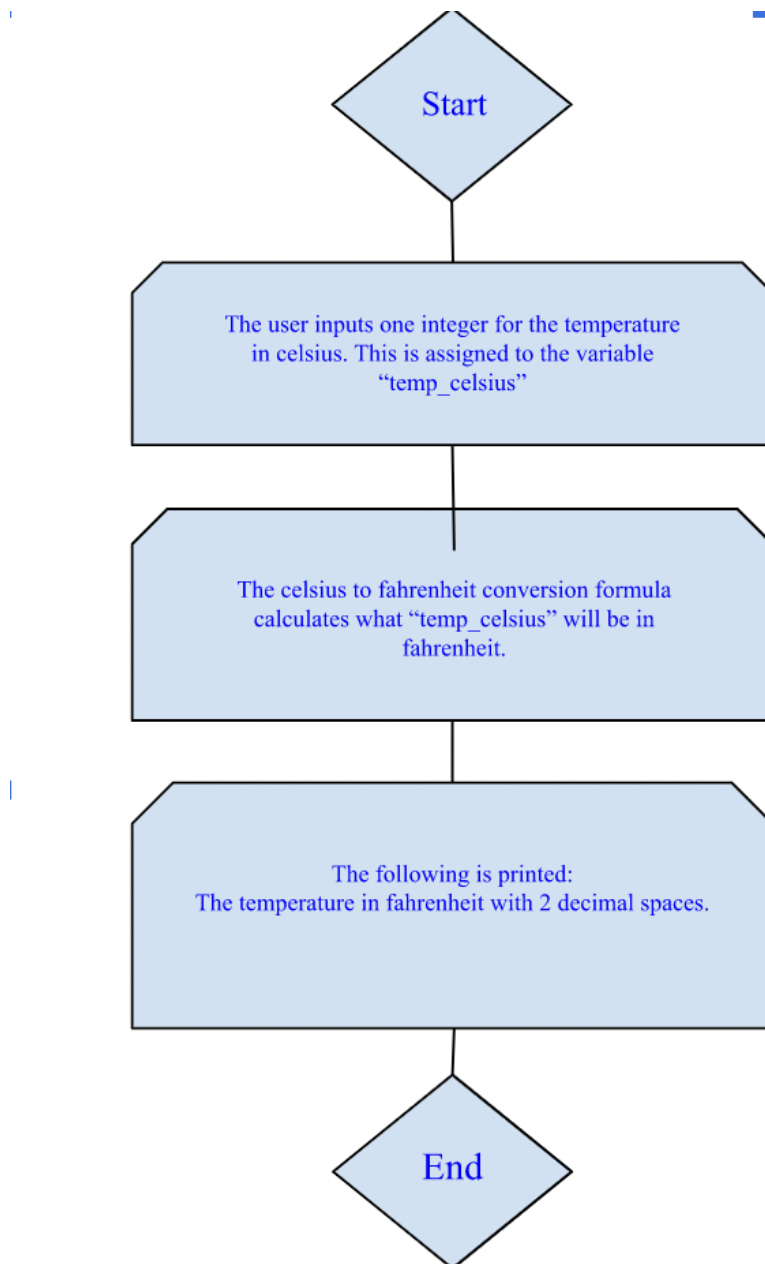 Start
The user inputs one integer for the temperature
in celsius. This is assigned to the variable
“temp_celsius”
The celsius to fahrenheit conversion formula
calculates what “temp_celsius” will be in
fahrenheit.
The following is printed:
The temperature in fahrenheit with 2 decimal spaces.
End